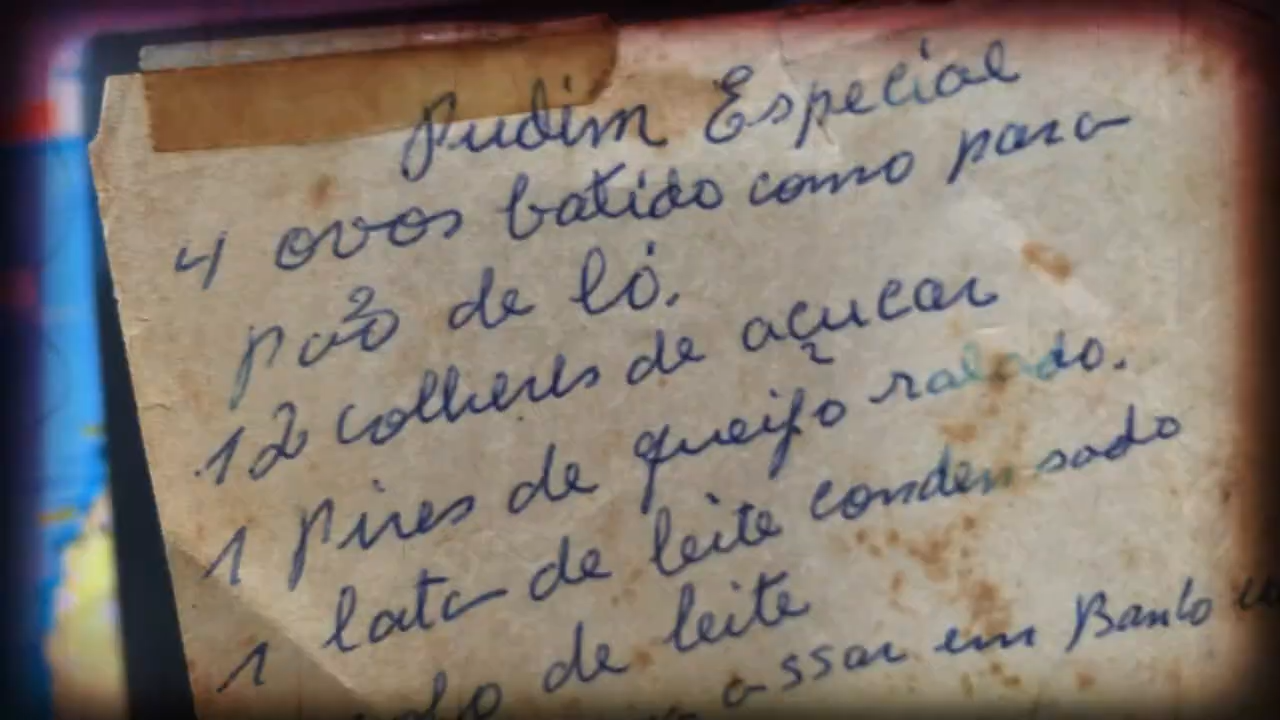 Pudim Especial
4 ovos batido como para
pão de ló.
12 colheres de açucar
1 pires de queijo ralado.
1 lata de leite condensado
de leite
assar em Banho